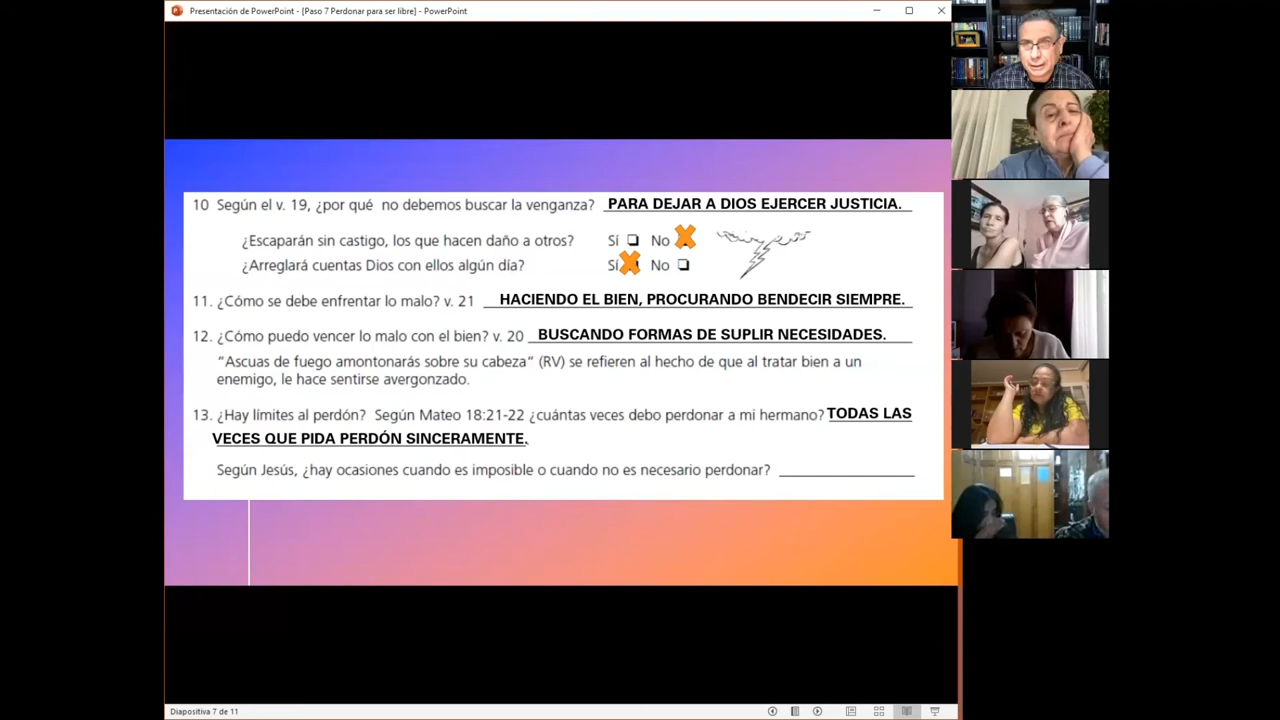 Presentación de PowerPoint - [Paso 7 Perdonar para ser libre] - PowerPoint
10 Según el v. 19, ¿por qué no debemos buscar la venganza? PARA DEJAR A DIOS EJERCER JUSTICIA.
¿Escaparán sin castigo, los que hacen daño a otros? Sí No
¿Arreglará cuentas Dios con ellos algún día? Sí No
11. ¿Cómo se debe enfrentar lo malo? v. 21 HACIENDO EL BIEN, PROCURANDO BENDECIR SIEMPRE.
12. ¿Cómo puedo vencer lo malo con el bien? v. 20 BUSCANDO FORMAS DE SUPLIR NECESIDADES.
“Ascuas de fuego amontonarás sobre su cabeza” (RV) se refieren al hecho de que al tratar bien a un
enemigo, le hace sentirse avergonzado.
13. ¿Hay límites al perdón? Según Mateo 18:21-22 ¿cuántas veces debo perdonar a mi hermano? TODAS LAS
VECES QUE PIDA PERDÓN SINCERAMENTE.
Según Jesús, ¿hay ocasiones cuando es imposible o cuando no es necesario perdonar?
Diapositiva 7 de 11